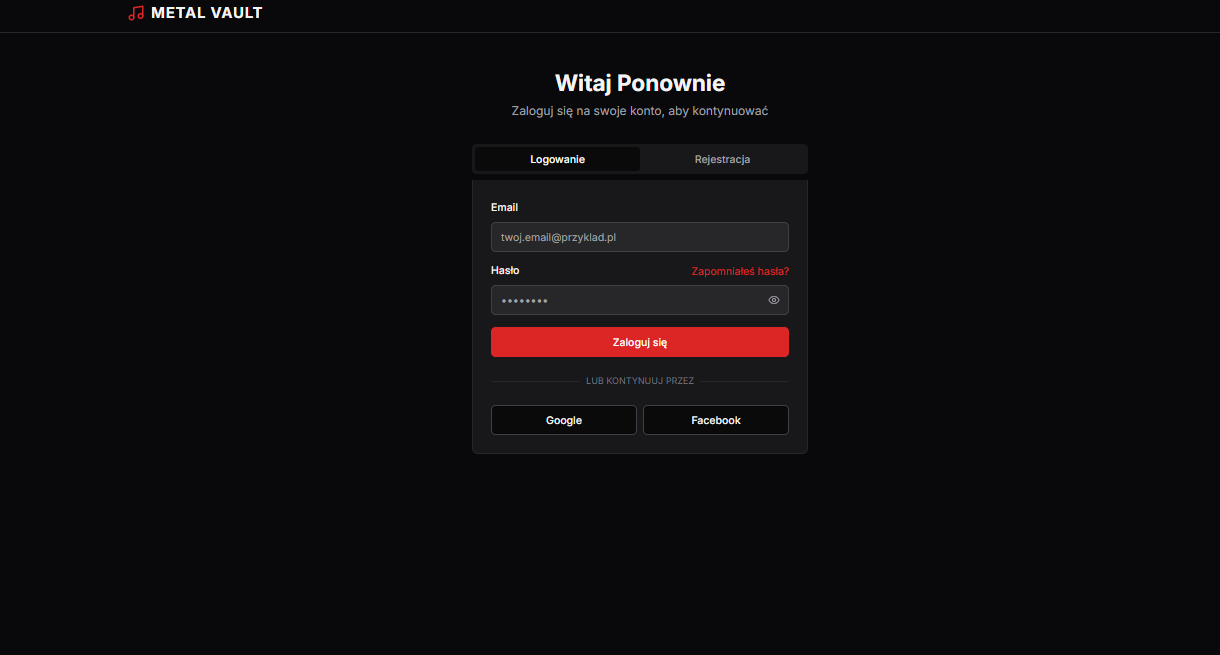 METAL VAULT
Witaj Ponownie
Zaloguj się na swoje konto, aby kontynuować
Logowanie
Rejestracja
Email
twoj.email@przyklad.pl
Hasło
Zapomniałeś hasła?
••••••••
Zaloguj się
LUB KONTYNUUJ PRZEZ
Google
Facebook